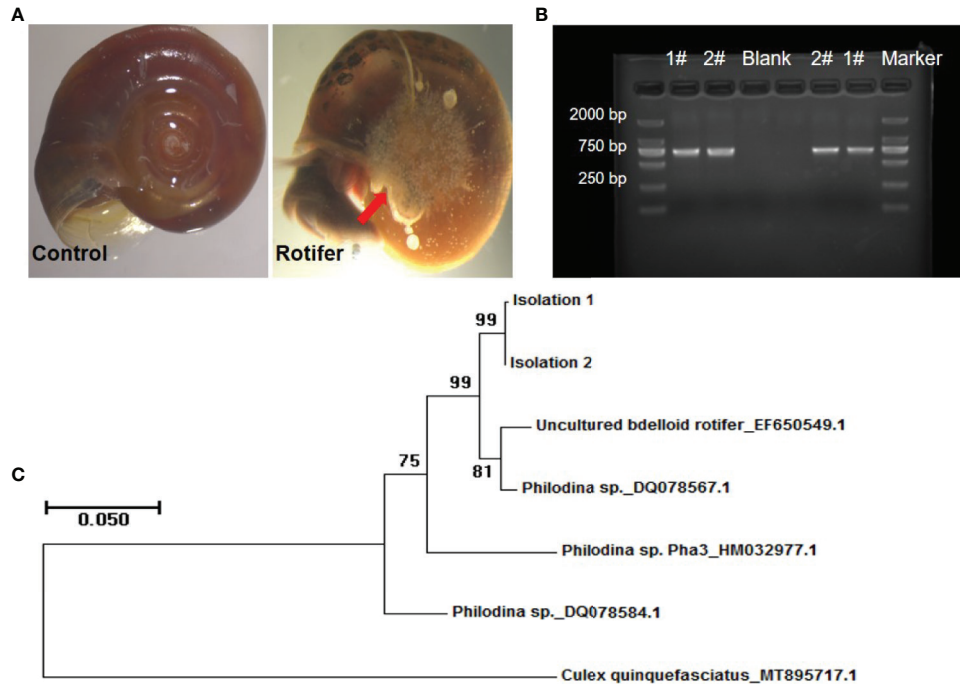 A
B
Control
Rotifer
1# 2# Blank 2# 1# Marker
2000 bp
750 bp
250 bp
C
99
Isolation 1
Isolation 2
99
Uncultured bdelloid rotifer_EF650549.1
81
Philodina sp._DQ078567.1
75
Philodina sp. Pha3_HM032977.1
Philodina sp._DQ078584.1
Culex quinquefasciatus_MT895717.1
0.050